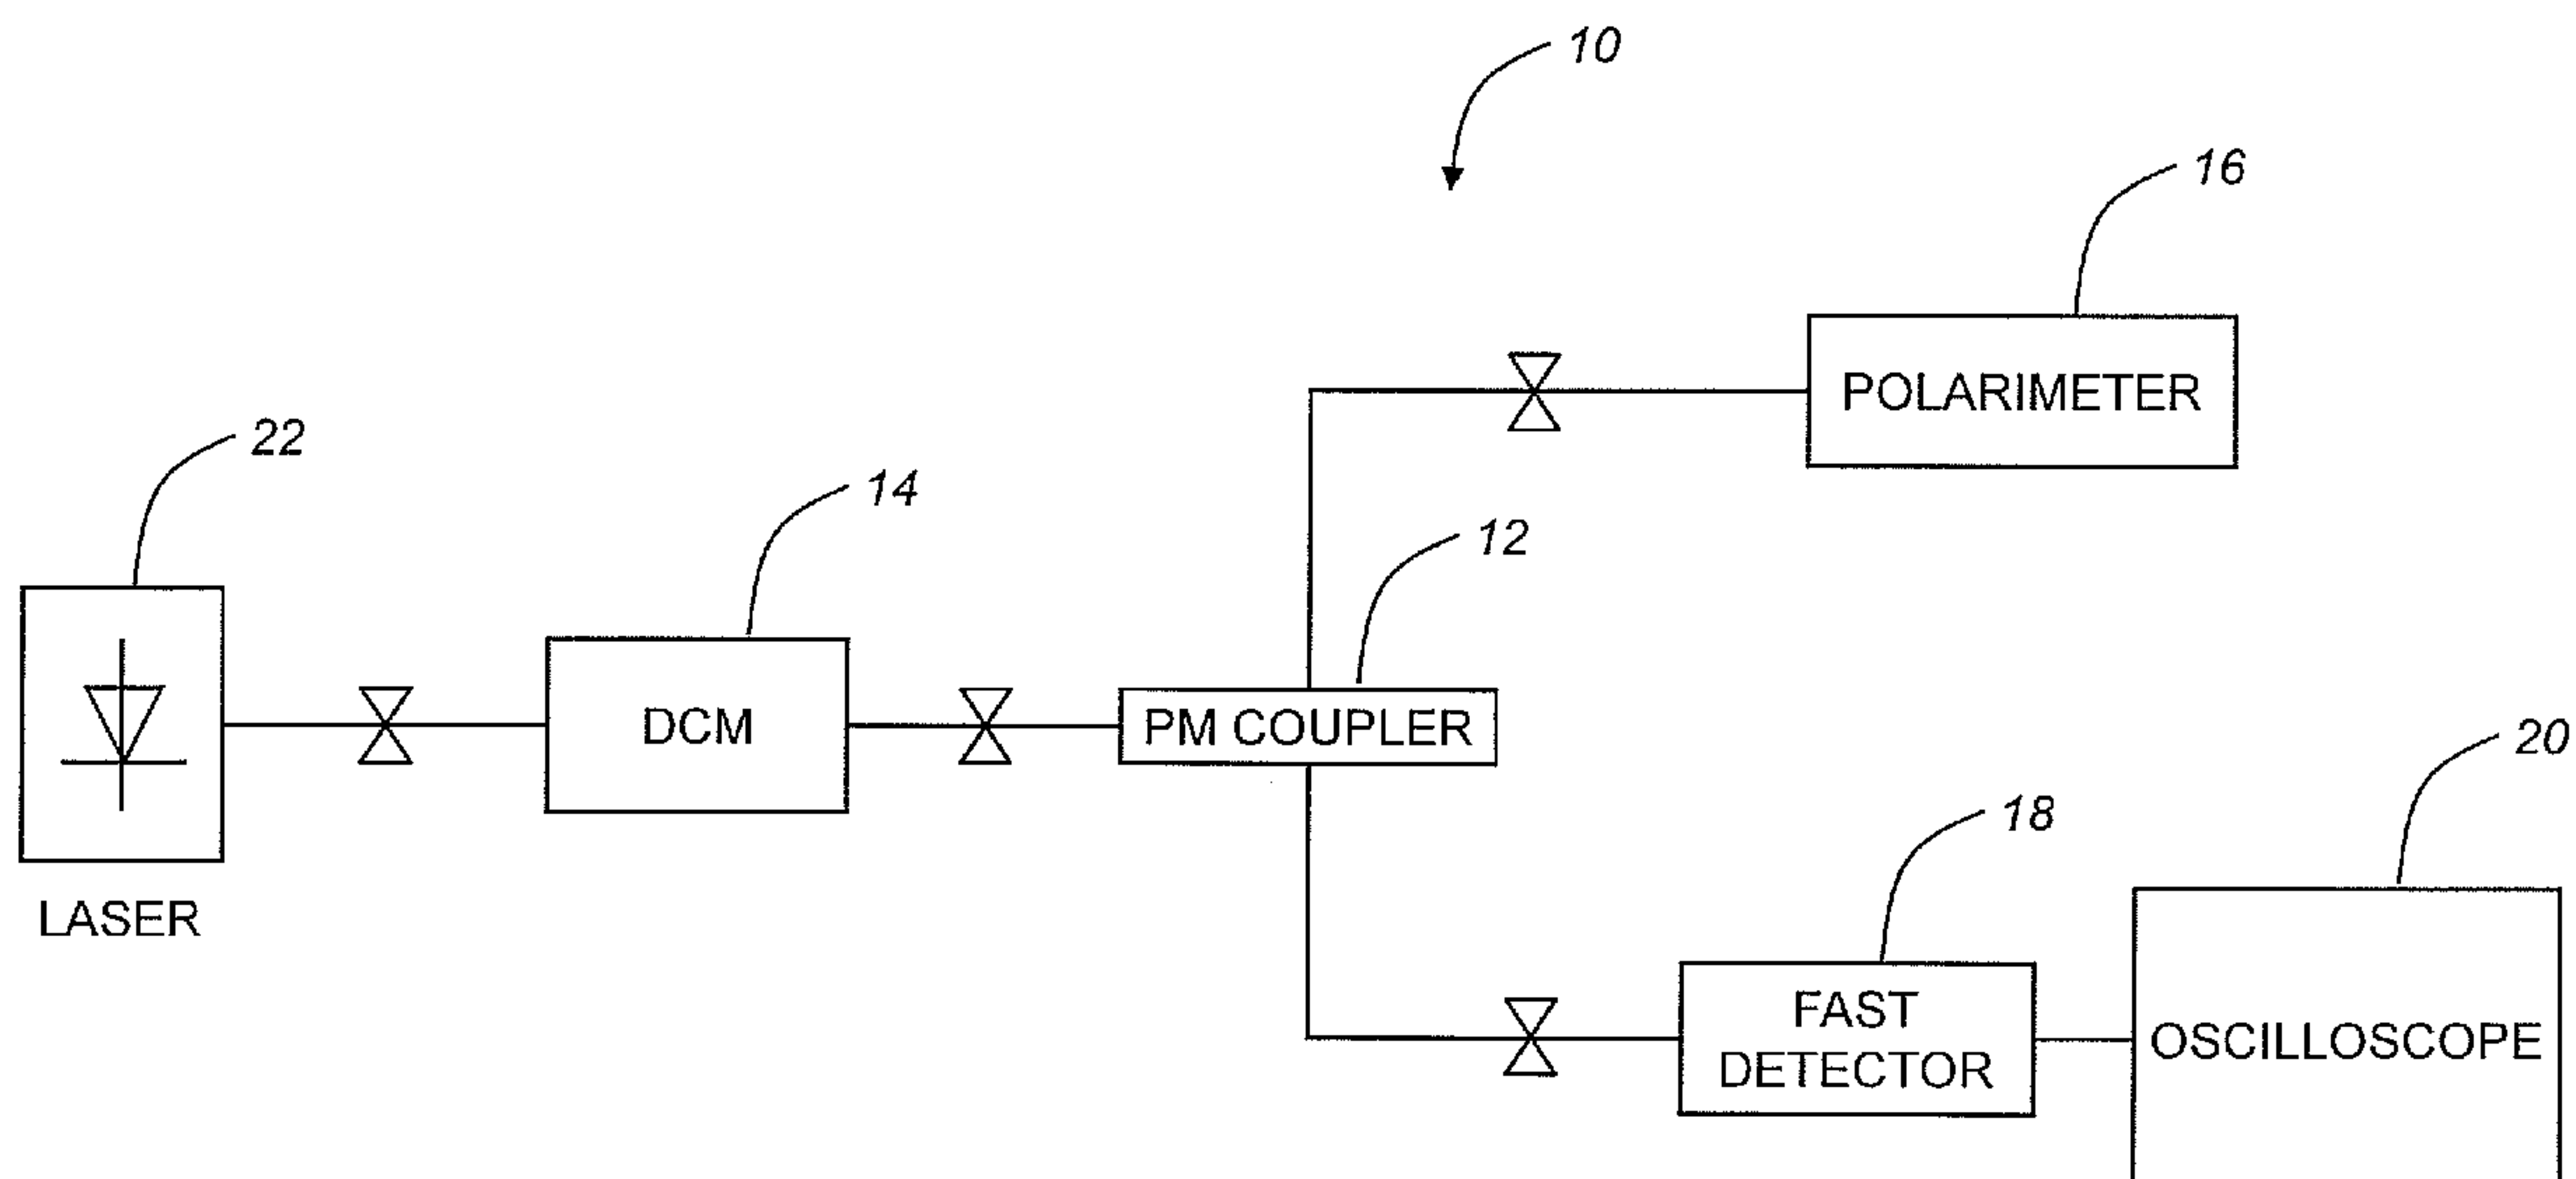 10
16
POLARIMETER
22
14
12
LASER
DCM
PM COUPLER
20
18
FAST
DETECTOR
OSCILLOSCOPE